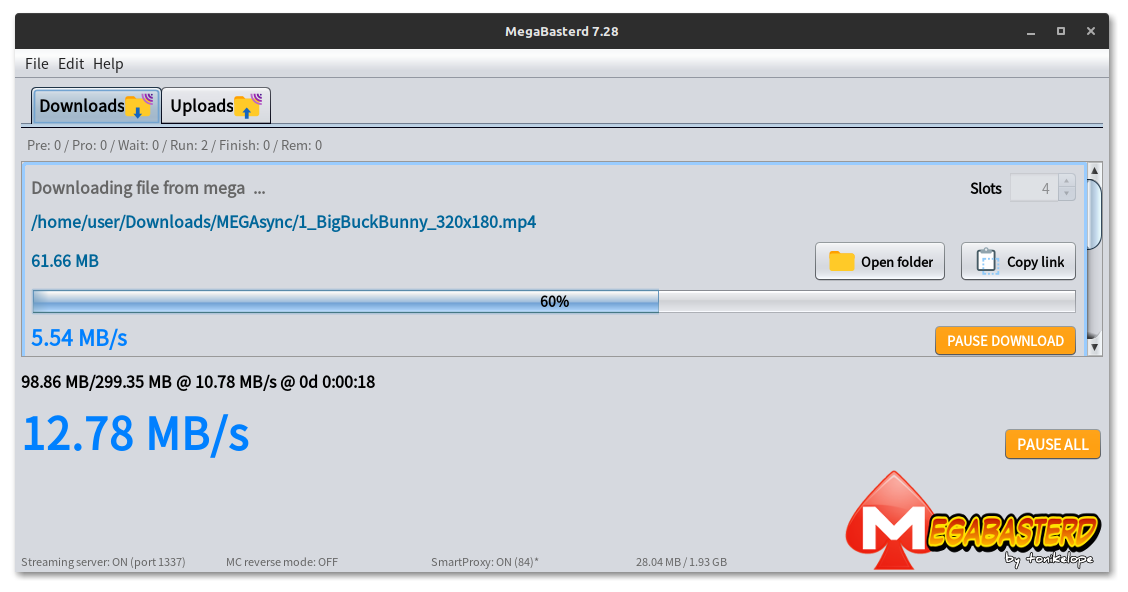 MegaBasterd 7.28
File Edit Help
Downloads Uploads
Pre: 0 / Pro: 0 / Wait: 0 / Run: 2 / Finish: 0 / Rem: 0
Downloading file from mega ... Slots 4
/home/user/Downloads/MEGAsync/1_BigBuckBunny_320x180.mp4
61.66 MB Open folder Copy link
60%
5.54 MB/s PAUSE DOWNLOAD
98.86 MB/299.35 MB @ 10.78 MB/s @ 0d 0:00:18
12.78 MB/s PAUSE ALL
MEGABASTERD
by tonikelope
Streaming server: ON (port 1337) MC reverse mode: OFF SmartProxy: ON (84)* 28.04 MB / 1.93 GB